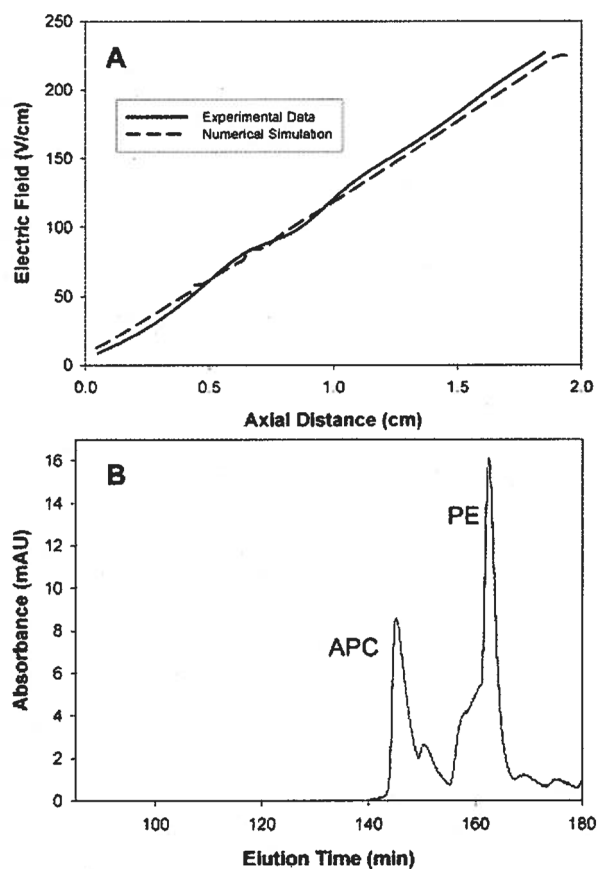 A
Experimental Data
Numerical Simulation
Electric Field (V/cm)
250
200
150
100
50
0
0.0 0.5 1.0 1.5 2.0
Axial Distance (cm)
B
PE
APC
Absorbance (mAU)
16
14
12
10
8
6
4
2
0
100 120 140 160 180
Elution Time (min)